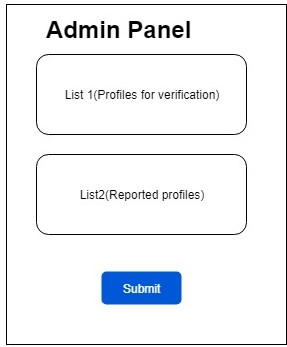 Admin Panel
List 1(Profiles for verification)
List2(Reported profiles)
Submit